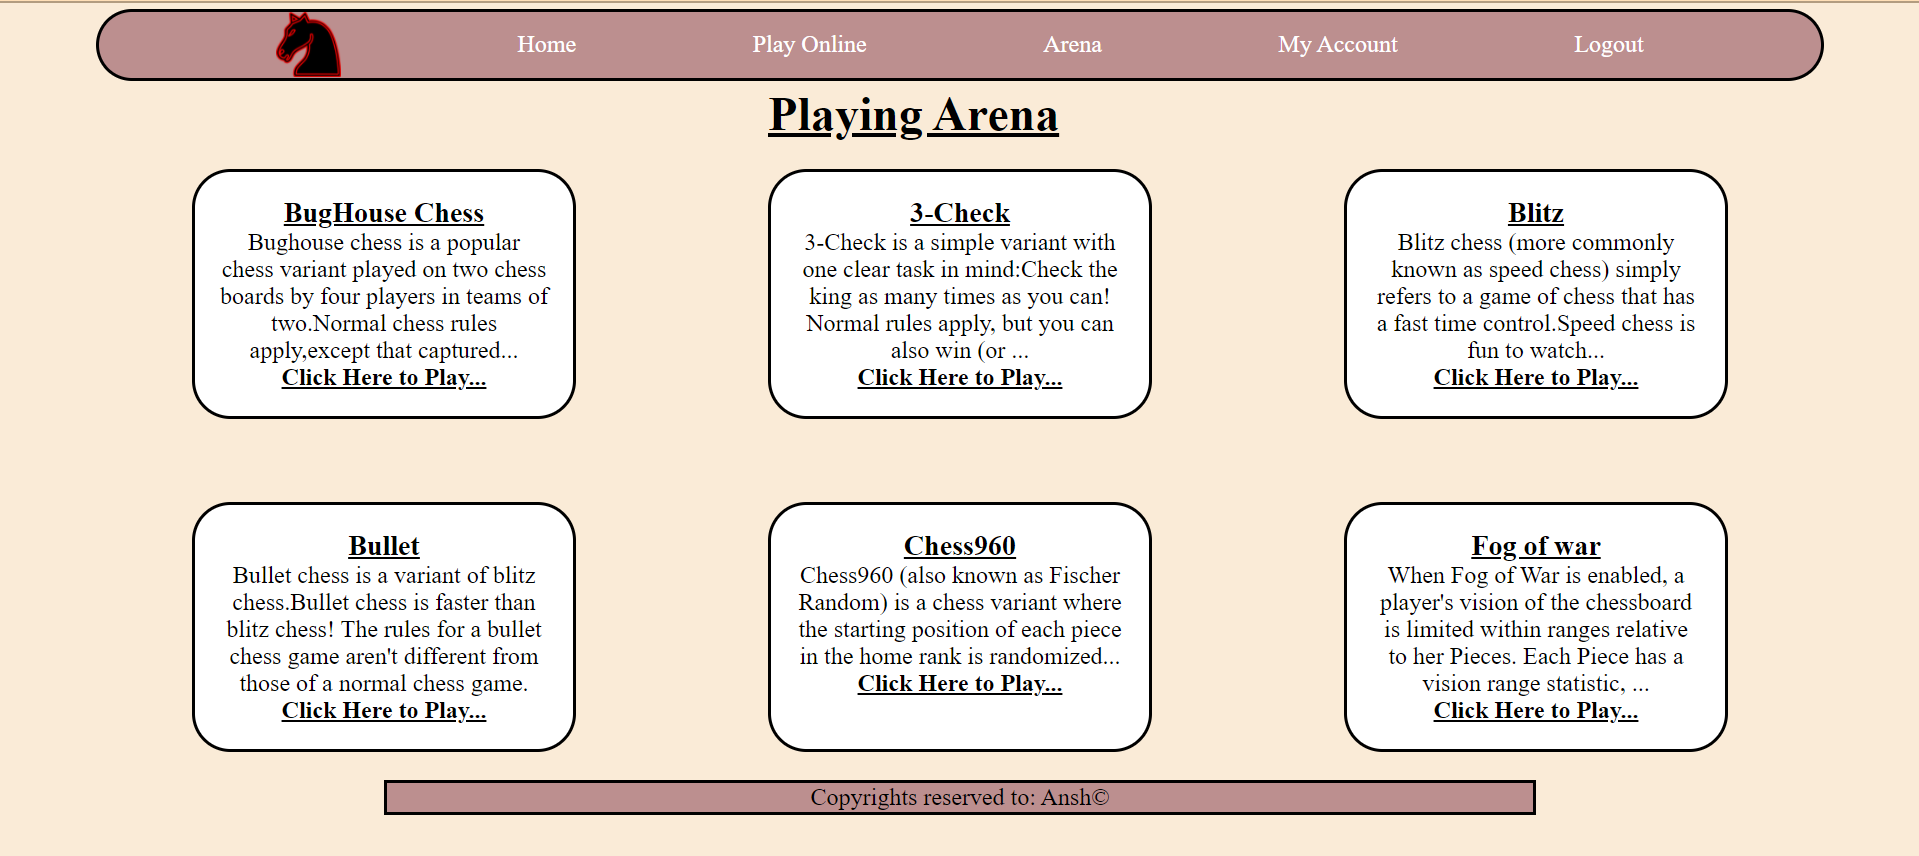 Home Play Online Arena My Account Logout
Playing Arena
BugHouse Chess
Bughouse chess is a popular
chess variant played on two chess
boards by four players in teams of
two.Normal chess rules
apply,except that captured...
Click Here to Play...
3-Check
3-Check is a simple variant with
one clear task in mind:Check the
king as many times as you can!
Normal rules apply, but you can
also win (or ...
Click Here to Play...
Blitz
Blitz chess (more commonly
known as speed chess) simply
refers to a game of chess that has
a fast time control.Speed chess is
fun to watch...
Click Here to Play...
Bullet
Bullet chess is a variant of blitz
chess.Bullet chess is faster than
blitz chess! The rules for a bullet
chess game aren't different from
those of a normal chess game.
Click Here to Play...
Chess960
Chess960 (also known as Fischer
Random) is a chess variant where
the starting position of each piece
in the home rank is randomized...
Click Here to Play...
Fog of war
When Fog of War is enabled, a
player's vision of the chessboard
is limited within ranges relative
to her Pieces. Each Piece has a
vision range statistic, ...
Click Here to Play...
Copyrights reserved to: Ansh©